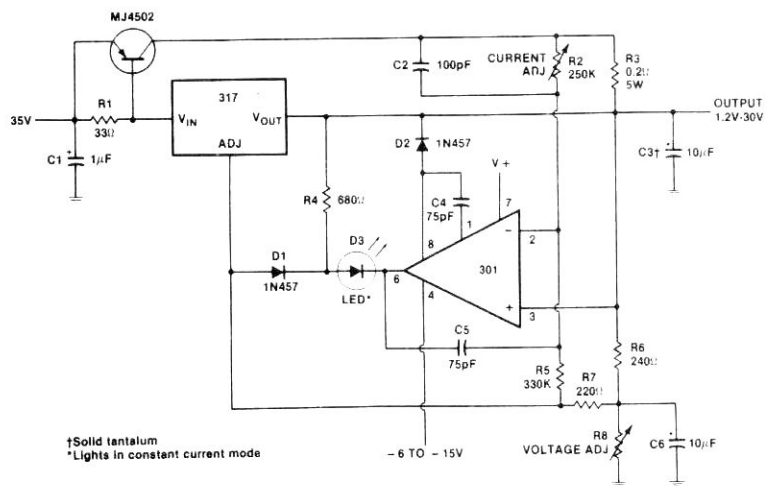 MJ4502
C2
100pF
CURRENT
ADJ
R2
250K
R3
0.2Ω
5W
35V
R1
33Ω
317
VIN
VOUT
ADJ
OUTPUT
1.2V-30V
C1
+
1μF
D2
1N457
V+
C3†
+
10μF
R4
680Ω
C4
75pF
1
7
8
−
2
D3
6
301
D1
1N457
LED*
4
+
3
C5
75pF
R5
330K
R6
240Ω
R7
220Ω
†Solid tantalum
*Lights in constant current mode
−6 TO −15V
R8
VOLTAGE ADJ
C6
10μF